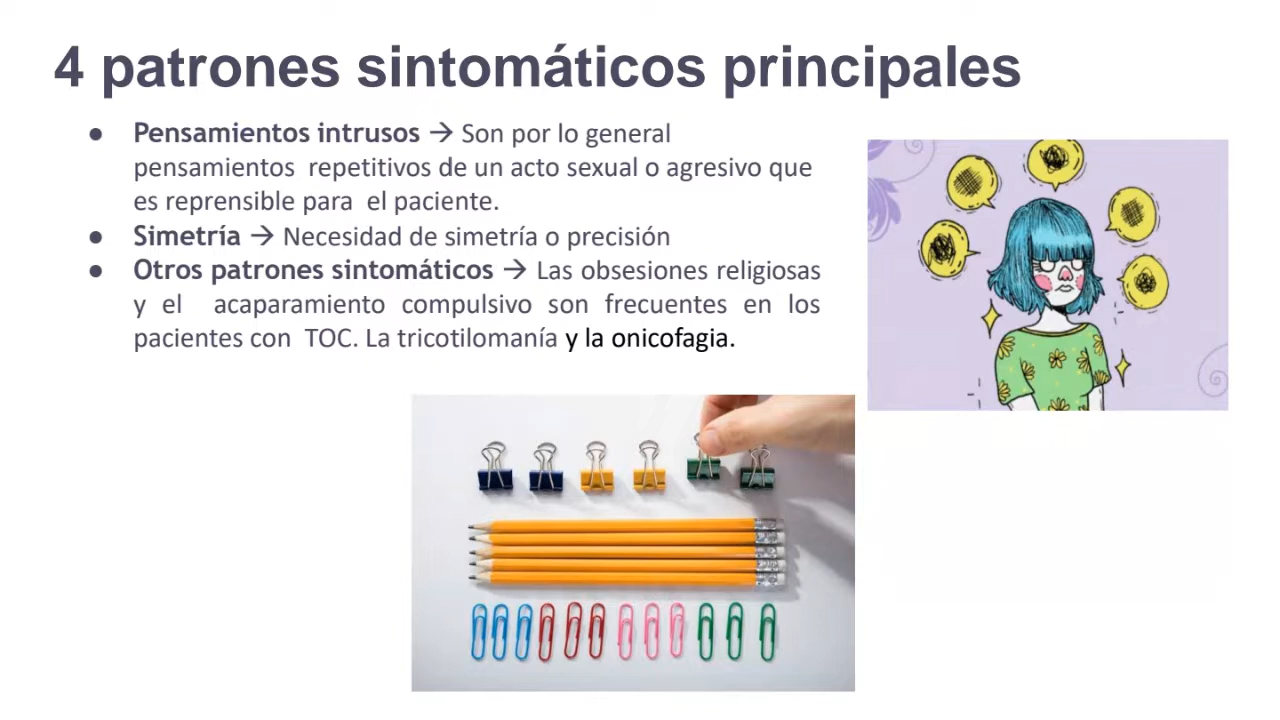 4 patrones sintomáticos principales
● Pensamientos intrusos → Son por lo general
pensamientos repetitivos de un acto sexual o agresivo que
es reprensible para el paciente.
● Simetría → Necesidad de simetría o precisión
● Otros patrones sintomáticos → Las obsesiones religiosas
y el acaparamiento compulsivo son frecuentes en los
pacientes con TOC. La tricotilomanía y la onicofagia.